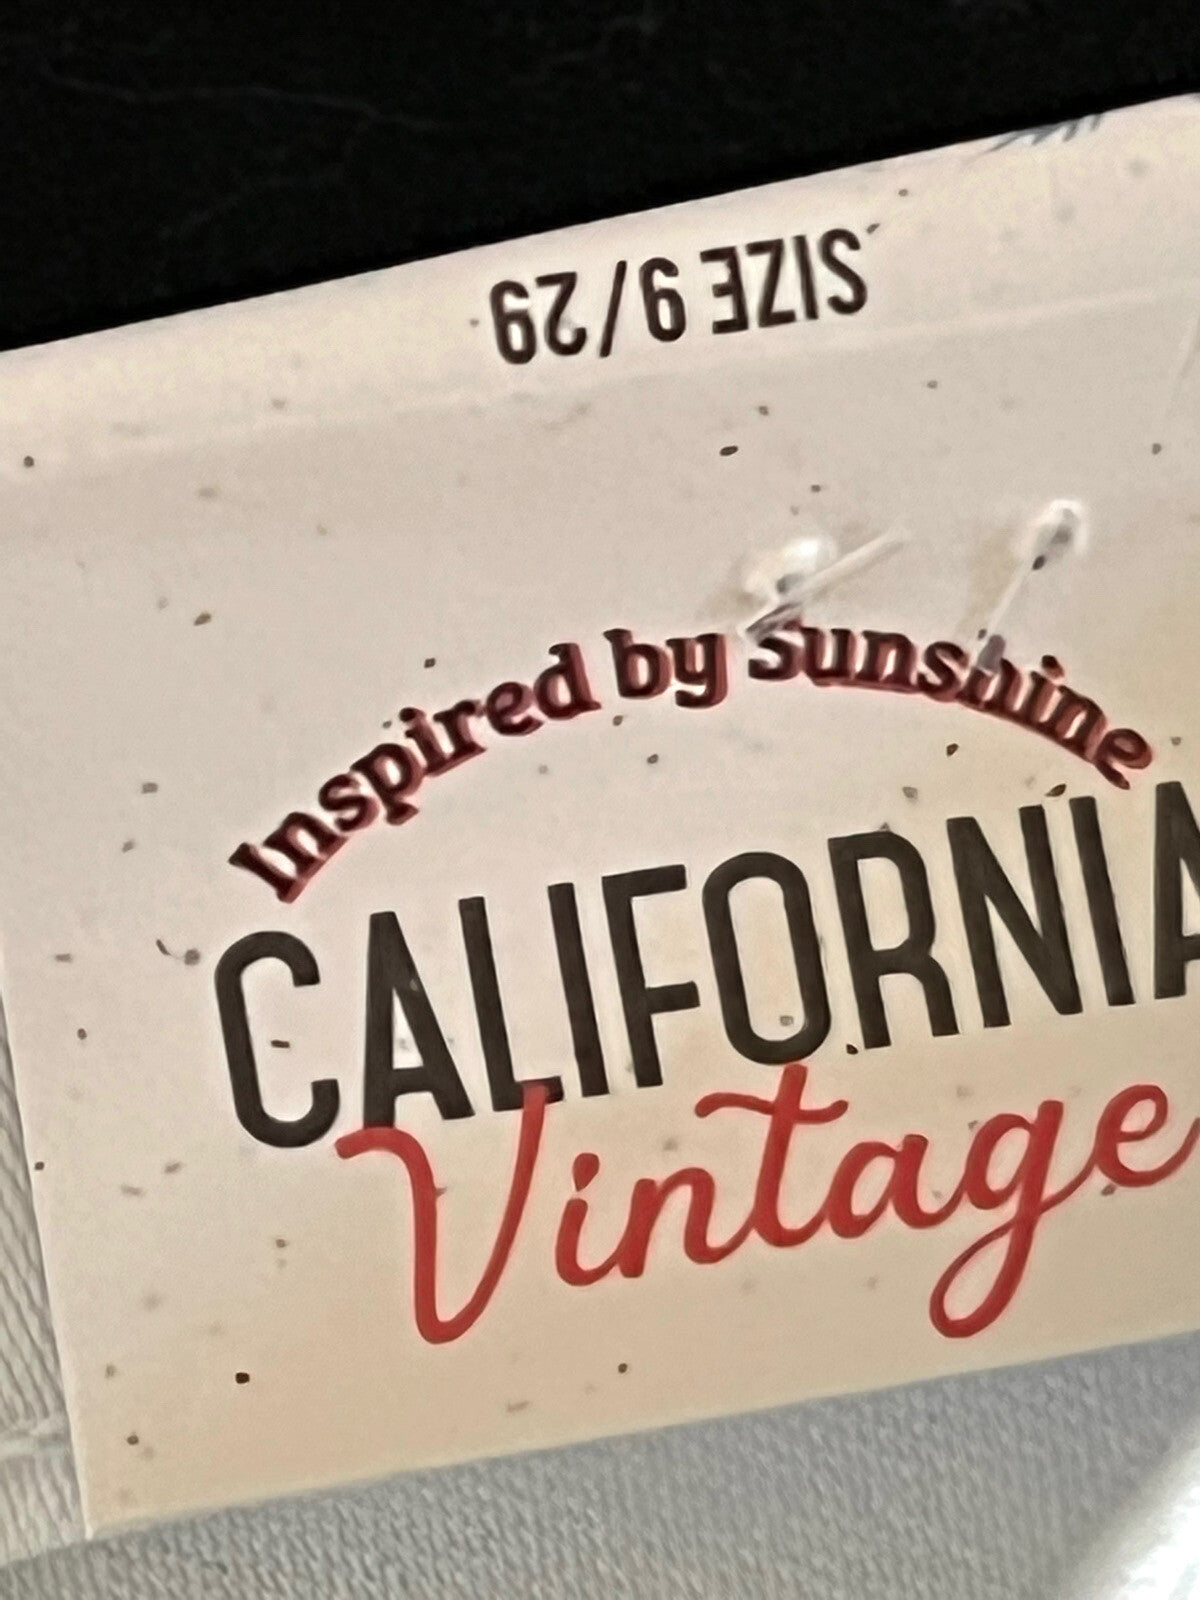 SIZE 9/29
Inspired by Sunshine
CALIFORNIA
Vintage